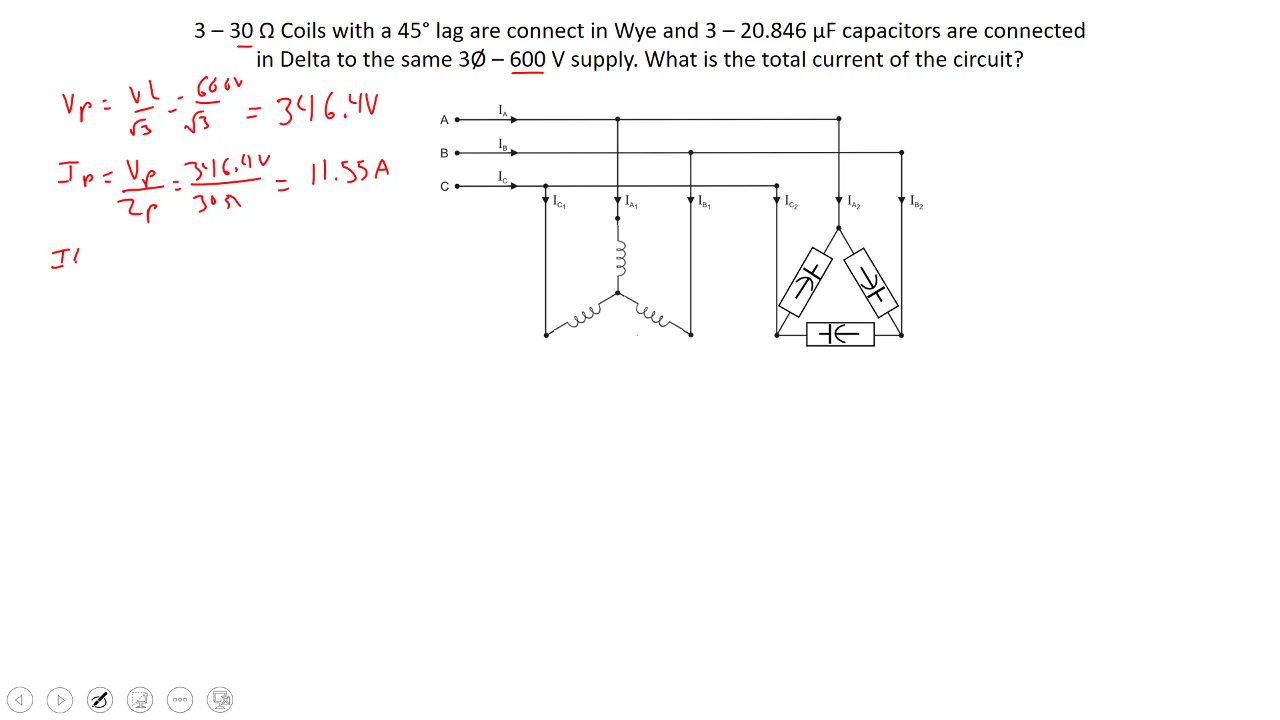 3 – 30 Ω Coils with a 45° lag are connect in Wye and 3 – 20.846 µF capacitors are connected
in Delta to the same 3Ø – 600 V supply. What is the total current of the circuit?
Vp = VL/√3 = 600V/√3 = 346.4V
Ip = Vp/Zp = 346.4V/30Ω = 11.55A
A
IA
B
IB
C
IC
IC1
IA1
IB1
IC2
IA2
IB2